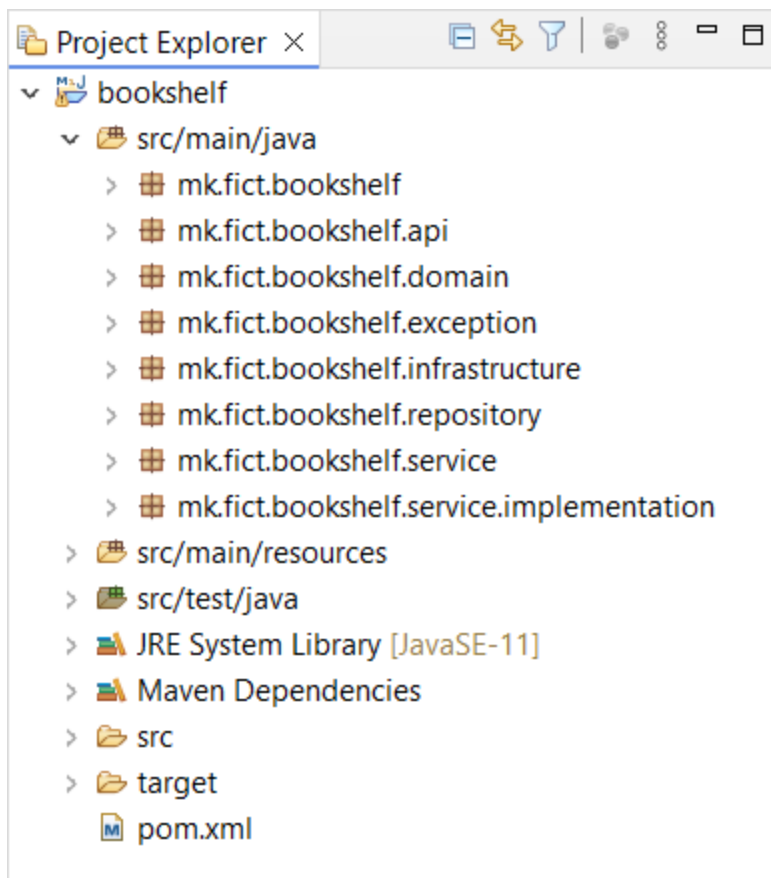 Project Explorer
bookshelf
src/main/java
mk.fict.bookshelf
mk.fict.bookshelf.api
mk.fict.bookshelf.domain
mk.fict.bookshelf.exception
mk.fict.bookshelf.infrastructure
mk.fict.bookshelf.repository
mk.fict.bookshelf.service
mk.fict.bookshelf.service.implementation
src/main/resources
src/test/java
JRE System Library [JavaSE-11]
Maven Dependencies
src
target
pom.xml